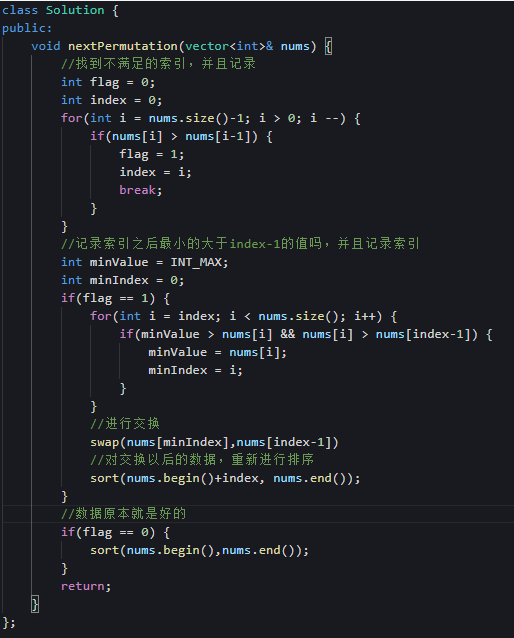 class Solution {
public:
    void nextPermutation(vector<int>& nums) {
        //找到不满足的索引，并且记录
        int flag = 0;
        int index = 0;
        for(int i = nums.size()-1; i > 0; i --) {
            if(nums[i] > nums[i-1]) {
                flag = 1;
                index = i;
                break;
            }
        }
        //记录索引之后最小的大于index-1的值吗，并且记录索引
        int minValue = INT_MAX;
        int minIndex = 0;
        if(flag == 1) {
            for(int i = index; i < nums.size(); i++) {
                if(minValue > nums[i] && nums[i] > nums[index-1]) {
                    minValue = nums[i];
                    minIndex = i;
                }
            }
            //进行交换
            swap(nums[minIndex],nums[index-1])
            //对交换以后的数据，重新进行排序
            sort(nums.begin()+index, nums.end());
        }
        //数据原本就是好的
        if(flag == 0) {
            sort(nums.begin(),nums.end());
        }
        return;
    }
};